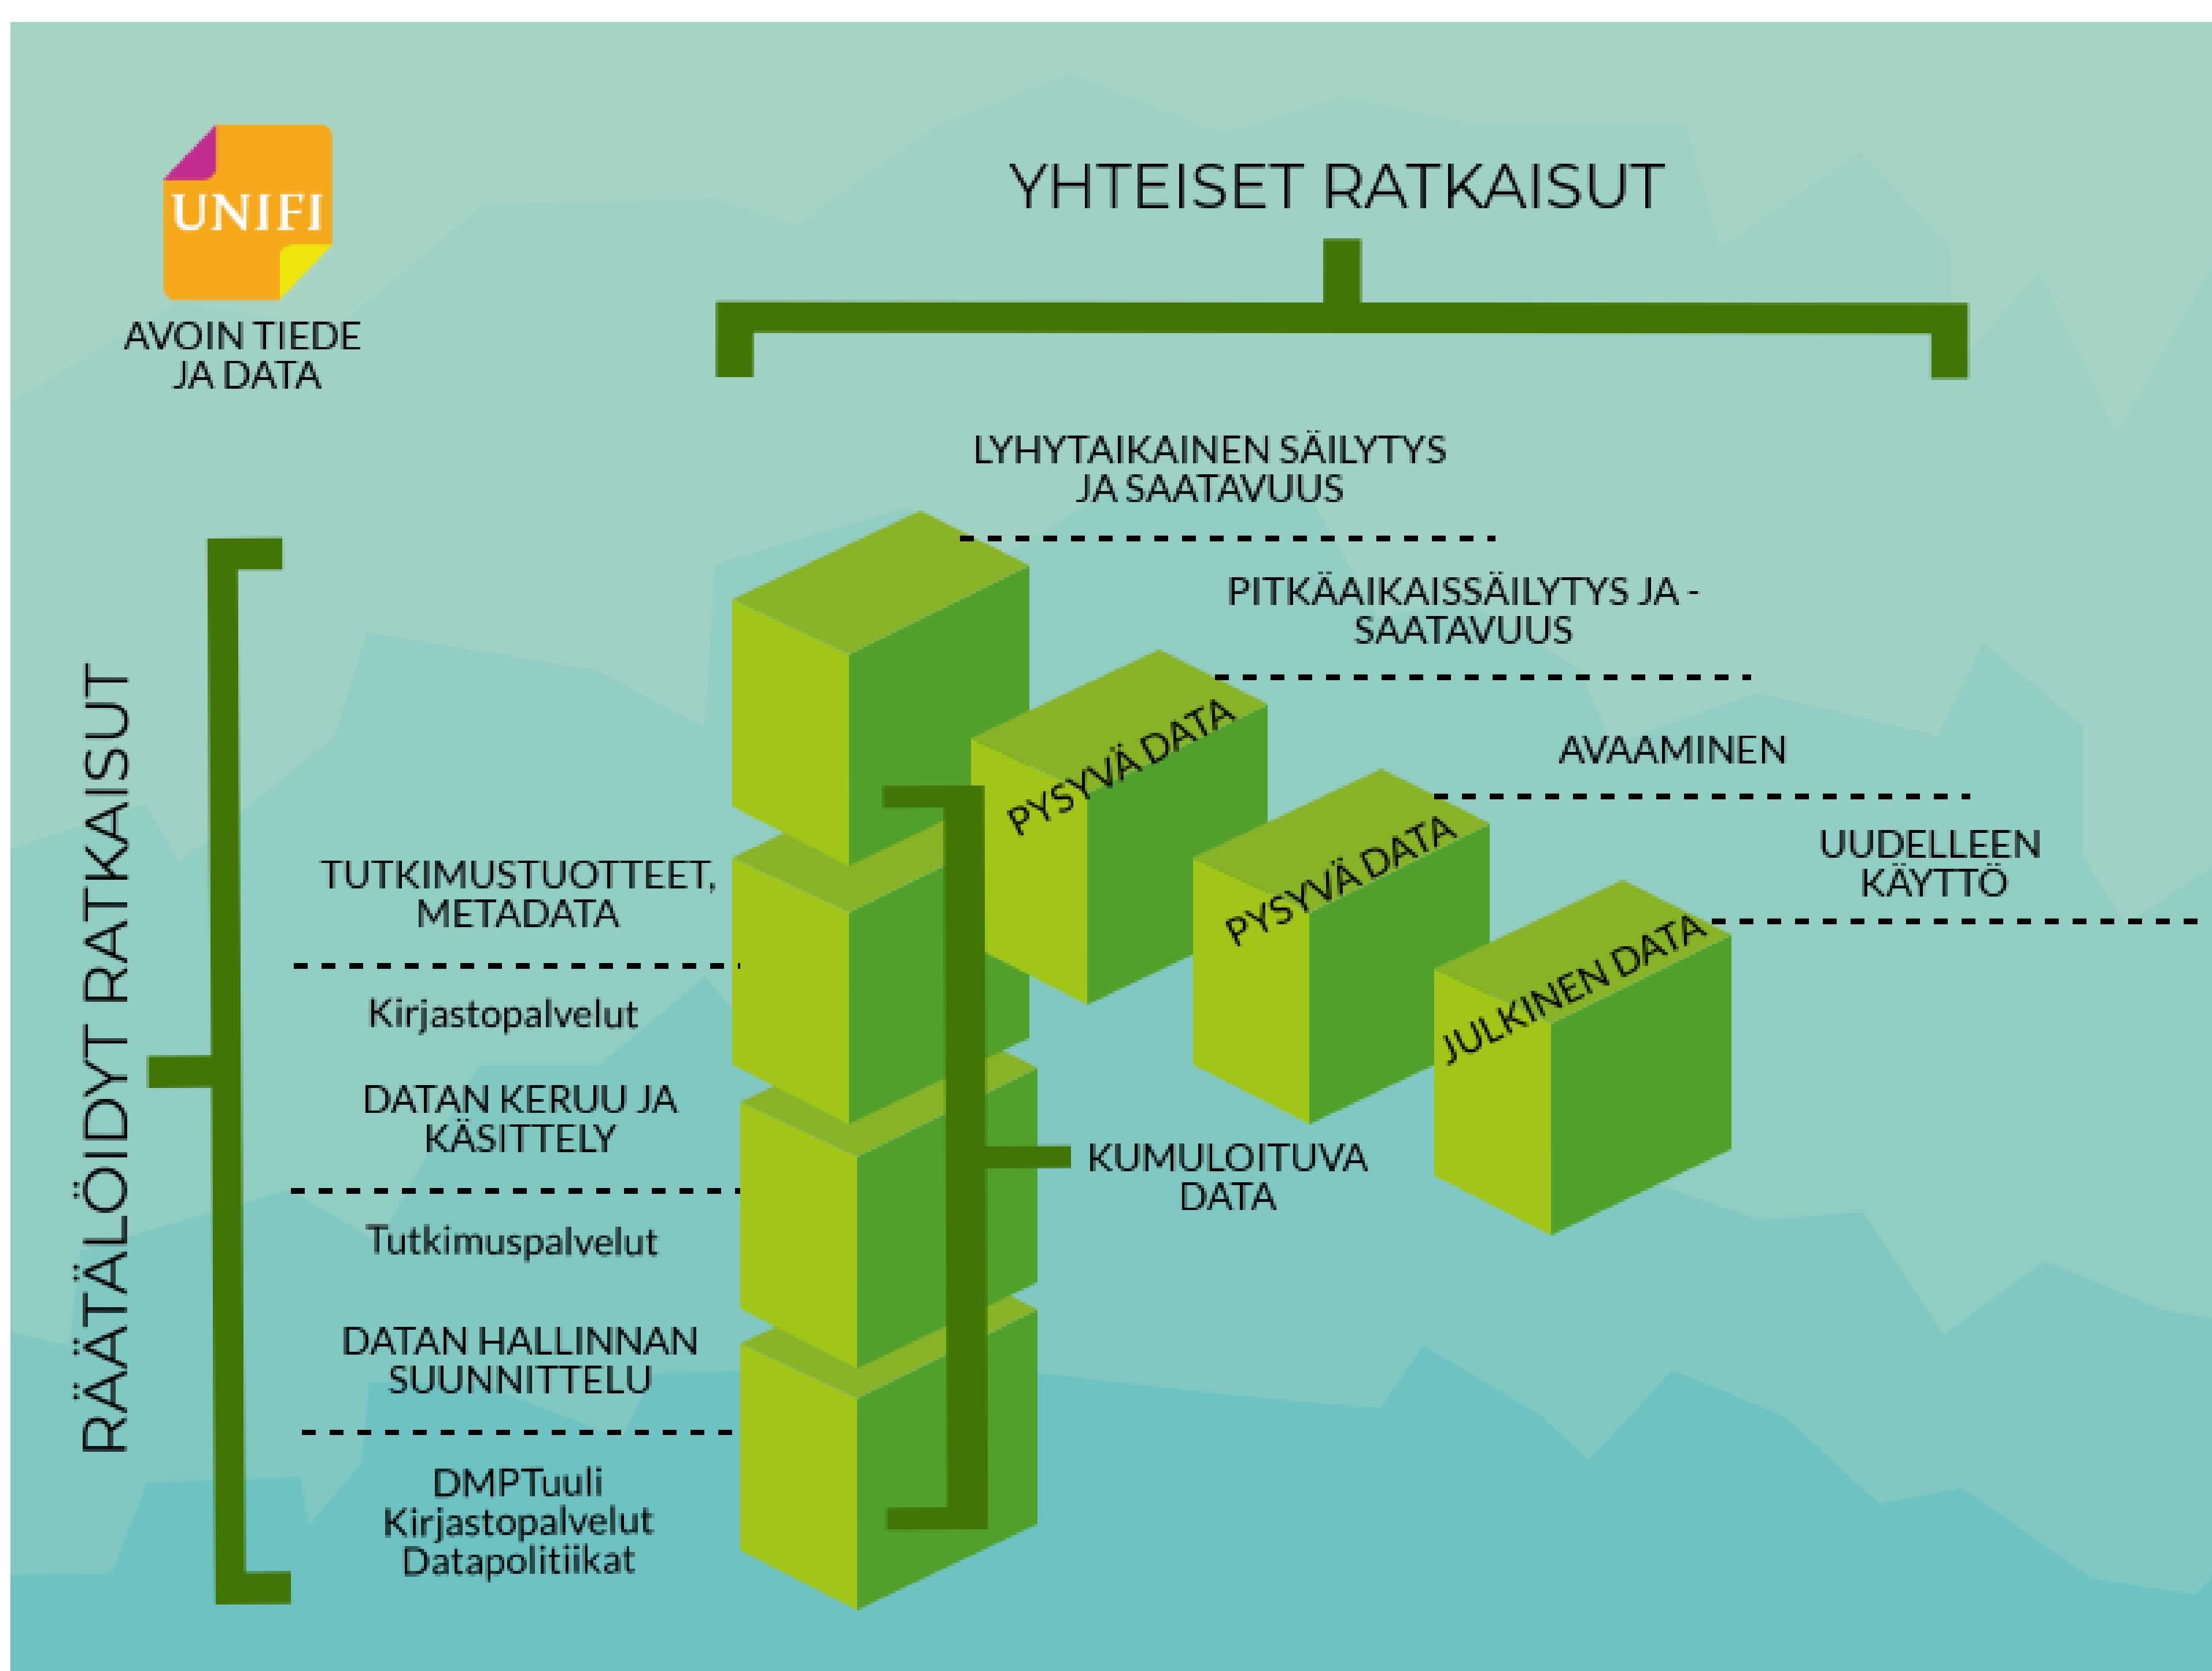 UNIFI
AVOIN TIEDE
JA DATA
YHTEISET RATKAISUT
LYHYTAIKAINEN SÄILYTYS
JA SAATAVUUS
PITKÄAIKAISSÄILYTYS JA -
SAATAVUUS
AVAAMINEN
UUDELLEEN
KÄYTTÖ
PYSYVÄ DATA
PYSYVÄ DATA
JULKINEN DATA
RÄÄTÄLÖIDYT RATKAISUT
TUTKIMUSTUOTTEET,
METADATA
Kirjastopalvelut
DATAN KERUU JA
KÄSITTELY
Tutkimuspalvelut
DATAN HALLINNAN
SUUNNITTELU
DMPTuuli
Kirjastopalvelut
Datapolitiikat
KUMULOITUVA
DATA